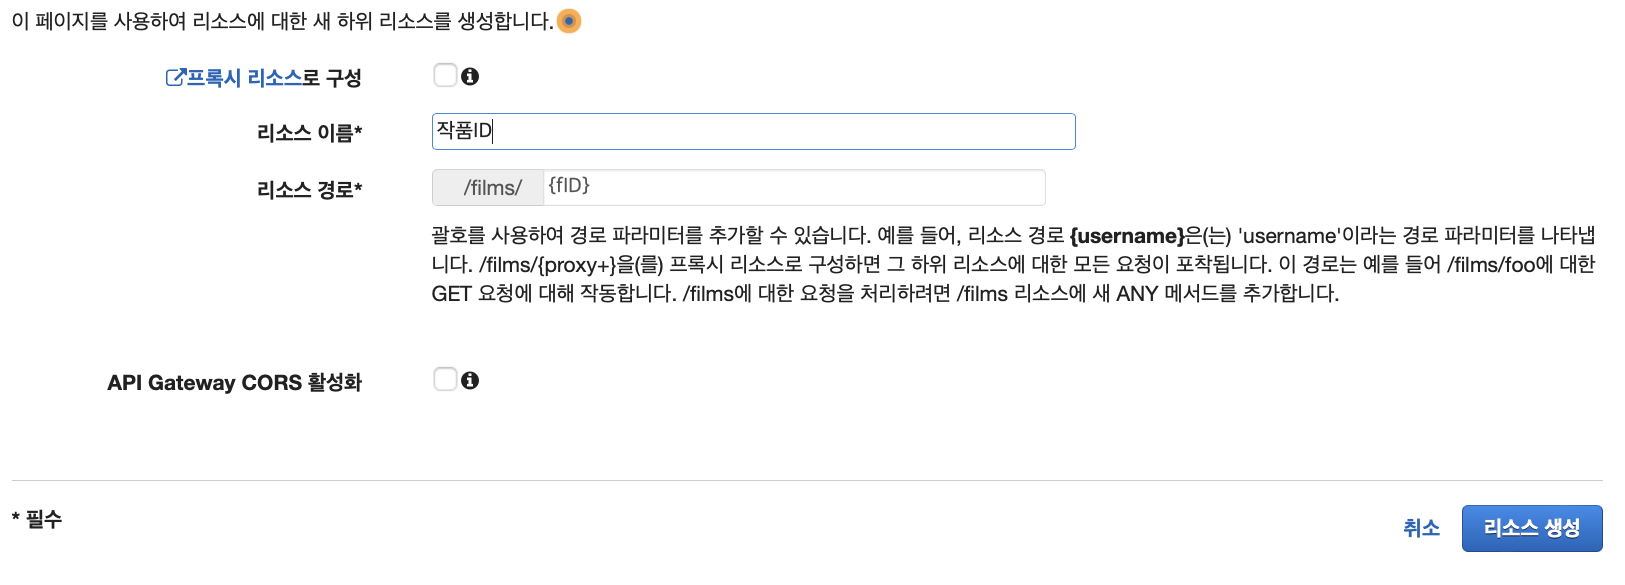 이 페이지를 사용하여 리소스에 대한 새 하위 리소스를 생성합니다.
프록시 리소스로 구성
리소스 이름*
작품ID
리소스 경로*
/films/ {fID}
괄호를 사용하여 경로 파라미터를 추가할 수 있습니다. 예를 들어, 리소스 경로 {username}은(는) 'username'이라는 경로 파라미터를 나타냅
니다. /films/{proxy+}을(를) 프록시 리소스로 구성하면 그 하위 리소스에 대한 모든 요청이 포착됩니다. 이 경로는 예를 들어 /films/foo에 대한
GET 요청에 대해 작동합니다. /films에 대한 요청을 처리하려면 /films 리소스에 새 ANY 메서드를 추가합니다.
API Gateway CORS 활성화
* 필수
취소
리소스 생성